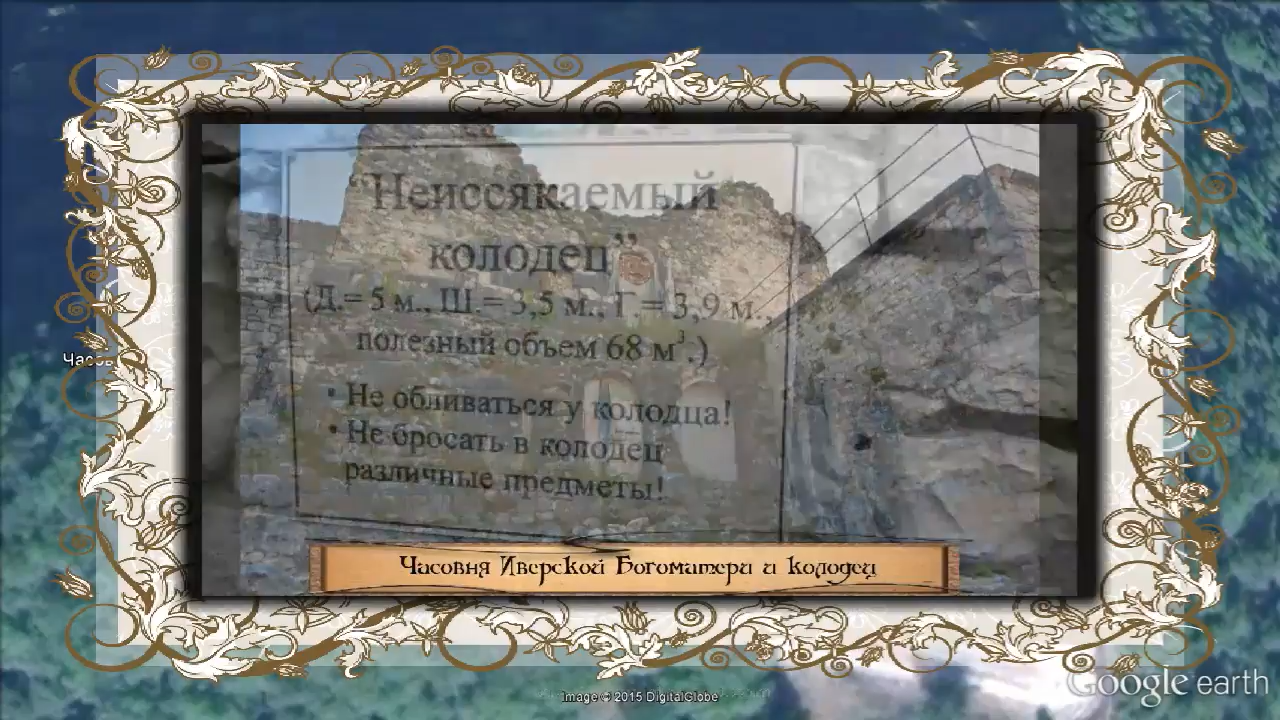 “Неиссякаемый
колодец”
(Д.=5 м., Ш.= 3,5 м., Г.= 3,9 м.,
полезный объем 68 м³.)
• Не обливаться у колодца!
• Не бросать в колодец
различные предметы!
Часов
Часовня Иверской Богоматери и колодец
Image © 2015 DigitalGlobe
Google earth